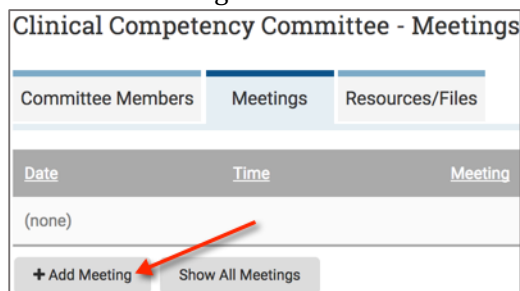 Clinical Competency Committee - Meetings
Committee Members Meetings Resources/Files
Date Time Meeting
(none)
+ Add Meeting Show All Meetings